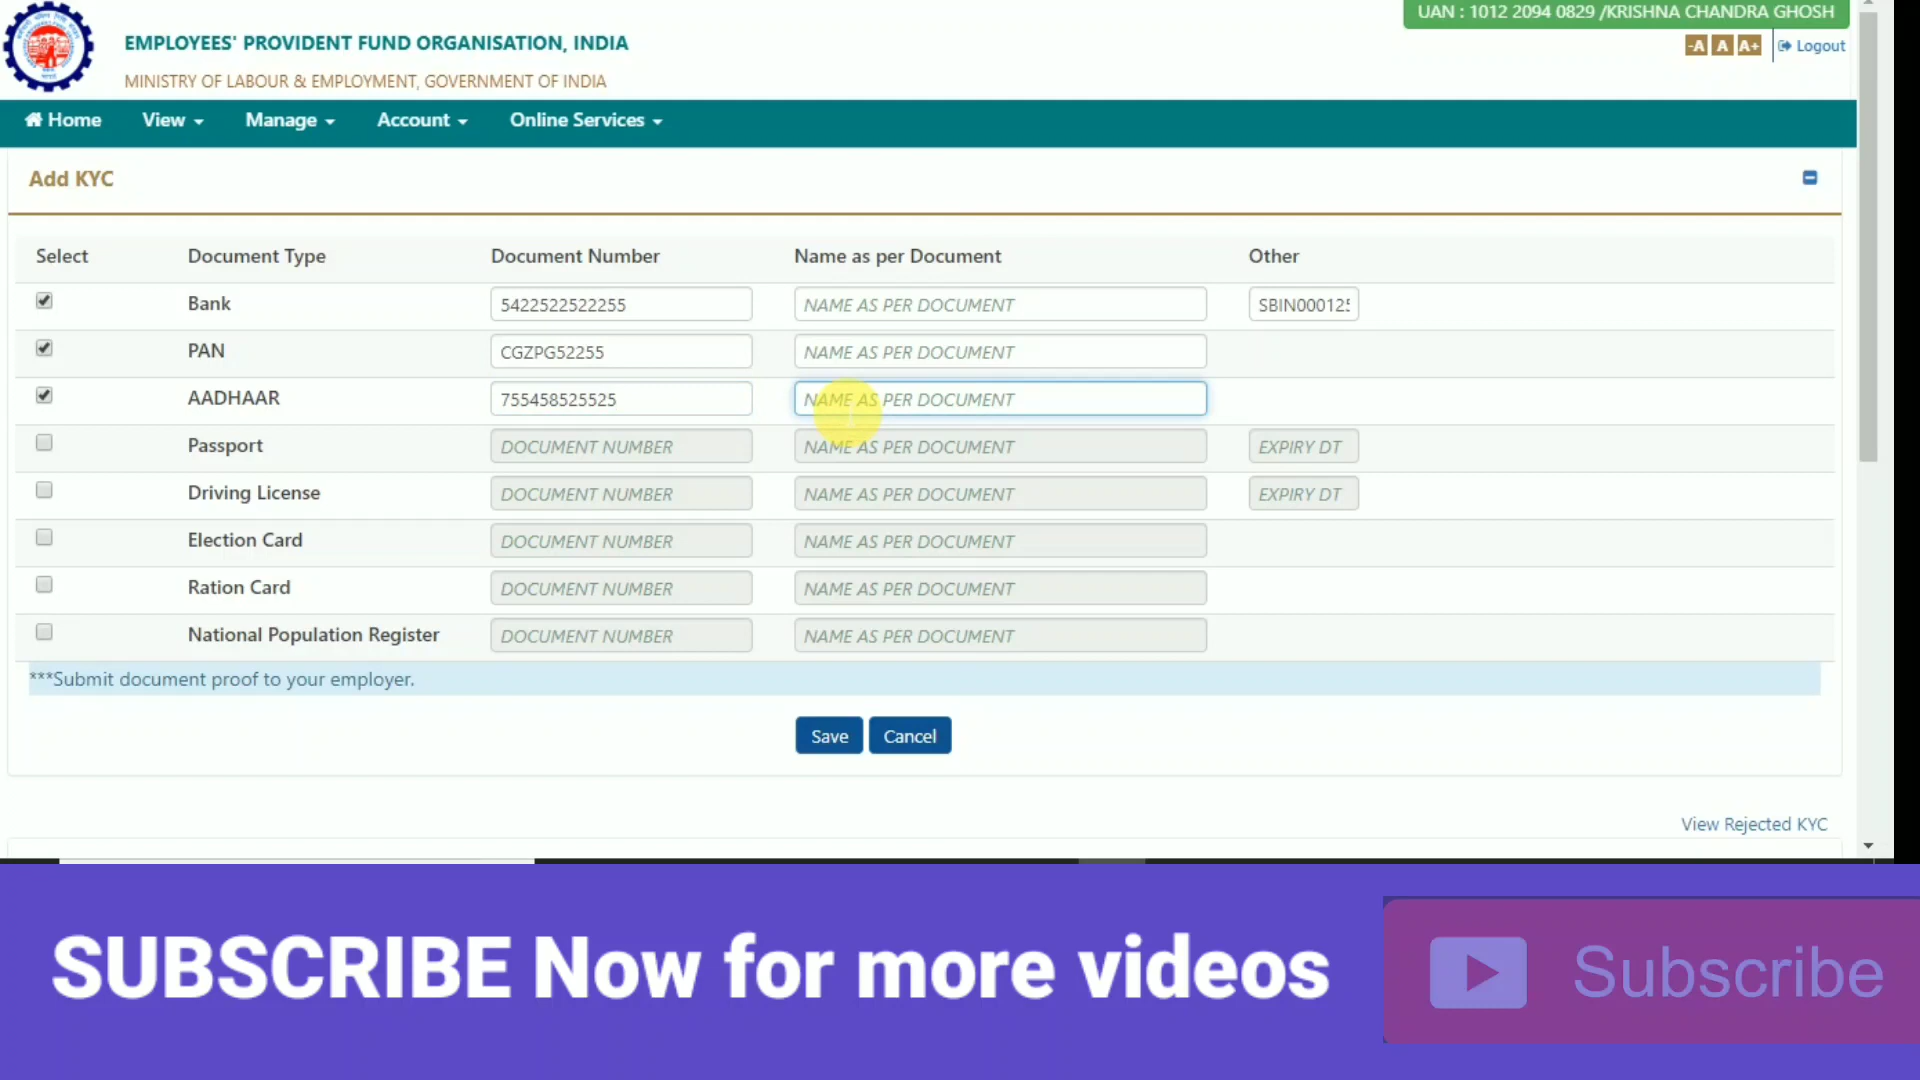 UAN : 1012 2094 0829 /KRISHNA CHANDRA GHOSH
EMPLOYEES' PROVIDENT FUND ORGANISATION, INDIA
-A A A+ Logout
MINISTRY OF LABOUR & EMPLOYMENT, GOVERNMENT OF INDIA
Home View Manage Account Online Services
Add KYC
Select Document Type Document Number Name as per Document Other
Bank 5422522522255 NAME AS PER DOCUMENT SBIN00012
PAN CGZPG52255 NAME AS PER DOCUMENT
AADHAAR 755458525525 NAME AS PER DOCUMENT
Passport DOCUMENT NUMBER NAME AS PER DOCUMENT EXPIRY DT
Driving License DOCUMENT NUMBER NAME AS PER DOCUMENT EXPIRY DT
Election Card DOCUMENT NUMBER NAME AS PER DOCUMENT
Ration Card DOCUMENT NUMBER NAME AS PER DOCUMENT
National Population Register DOCUMENT NUMBER NAME AS PER DOCUMENT
***Submit document proof to your employer.
Save Cancel
View Rejected KYC
SUBSCRIBE Now for more videos
Subscribe